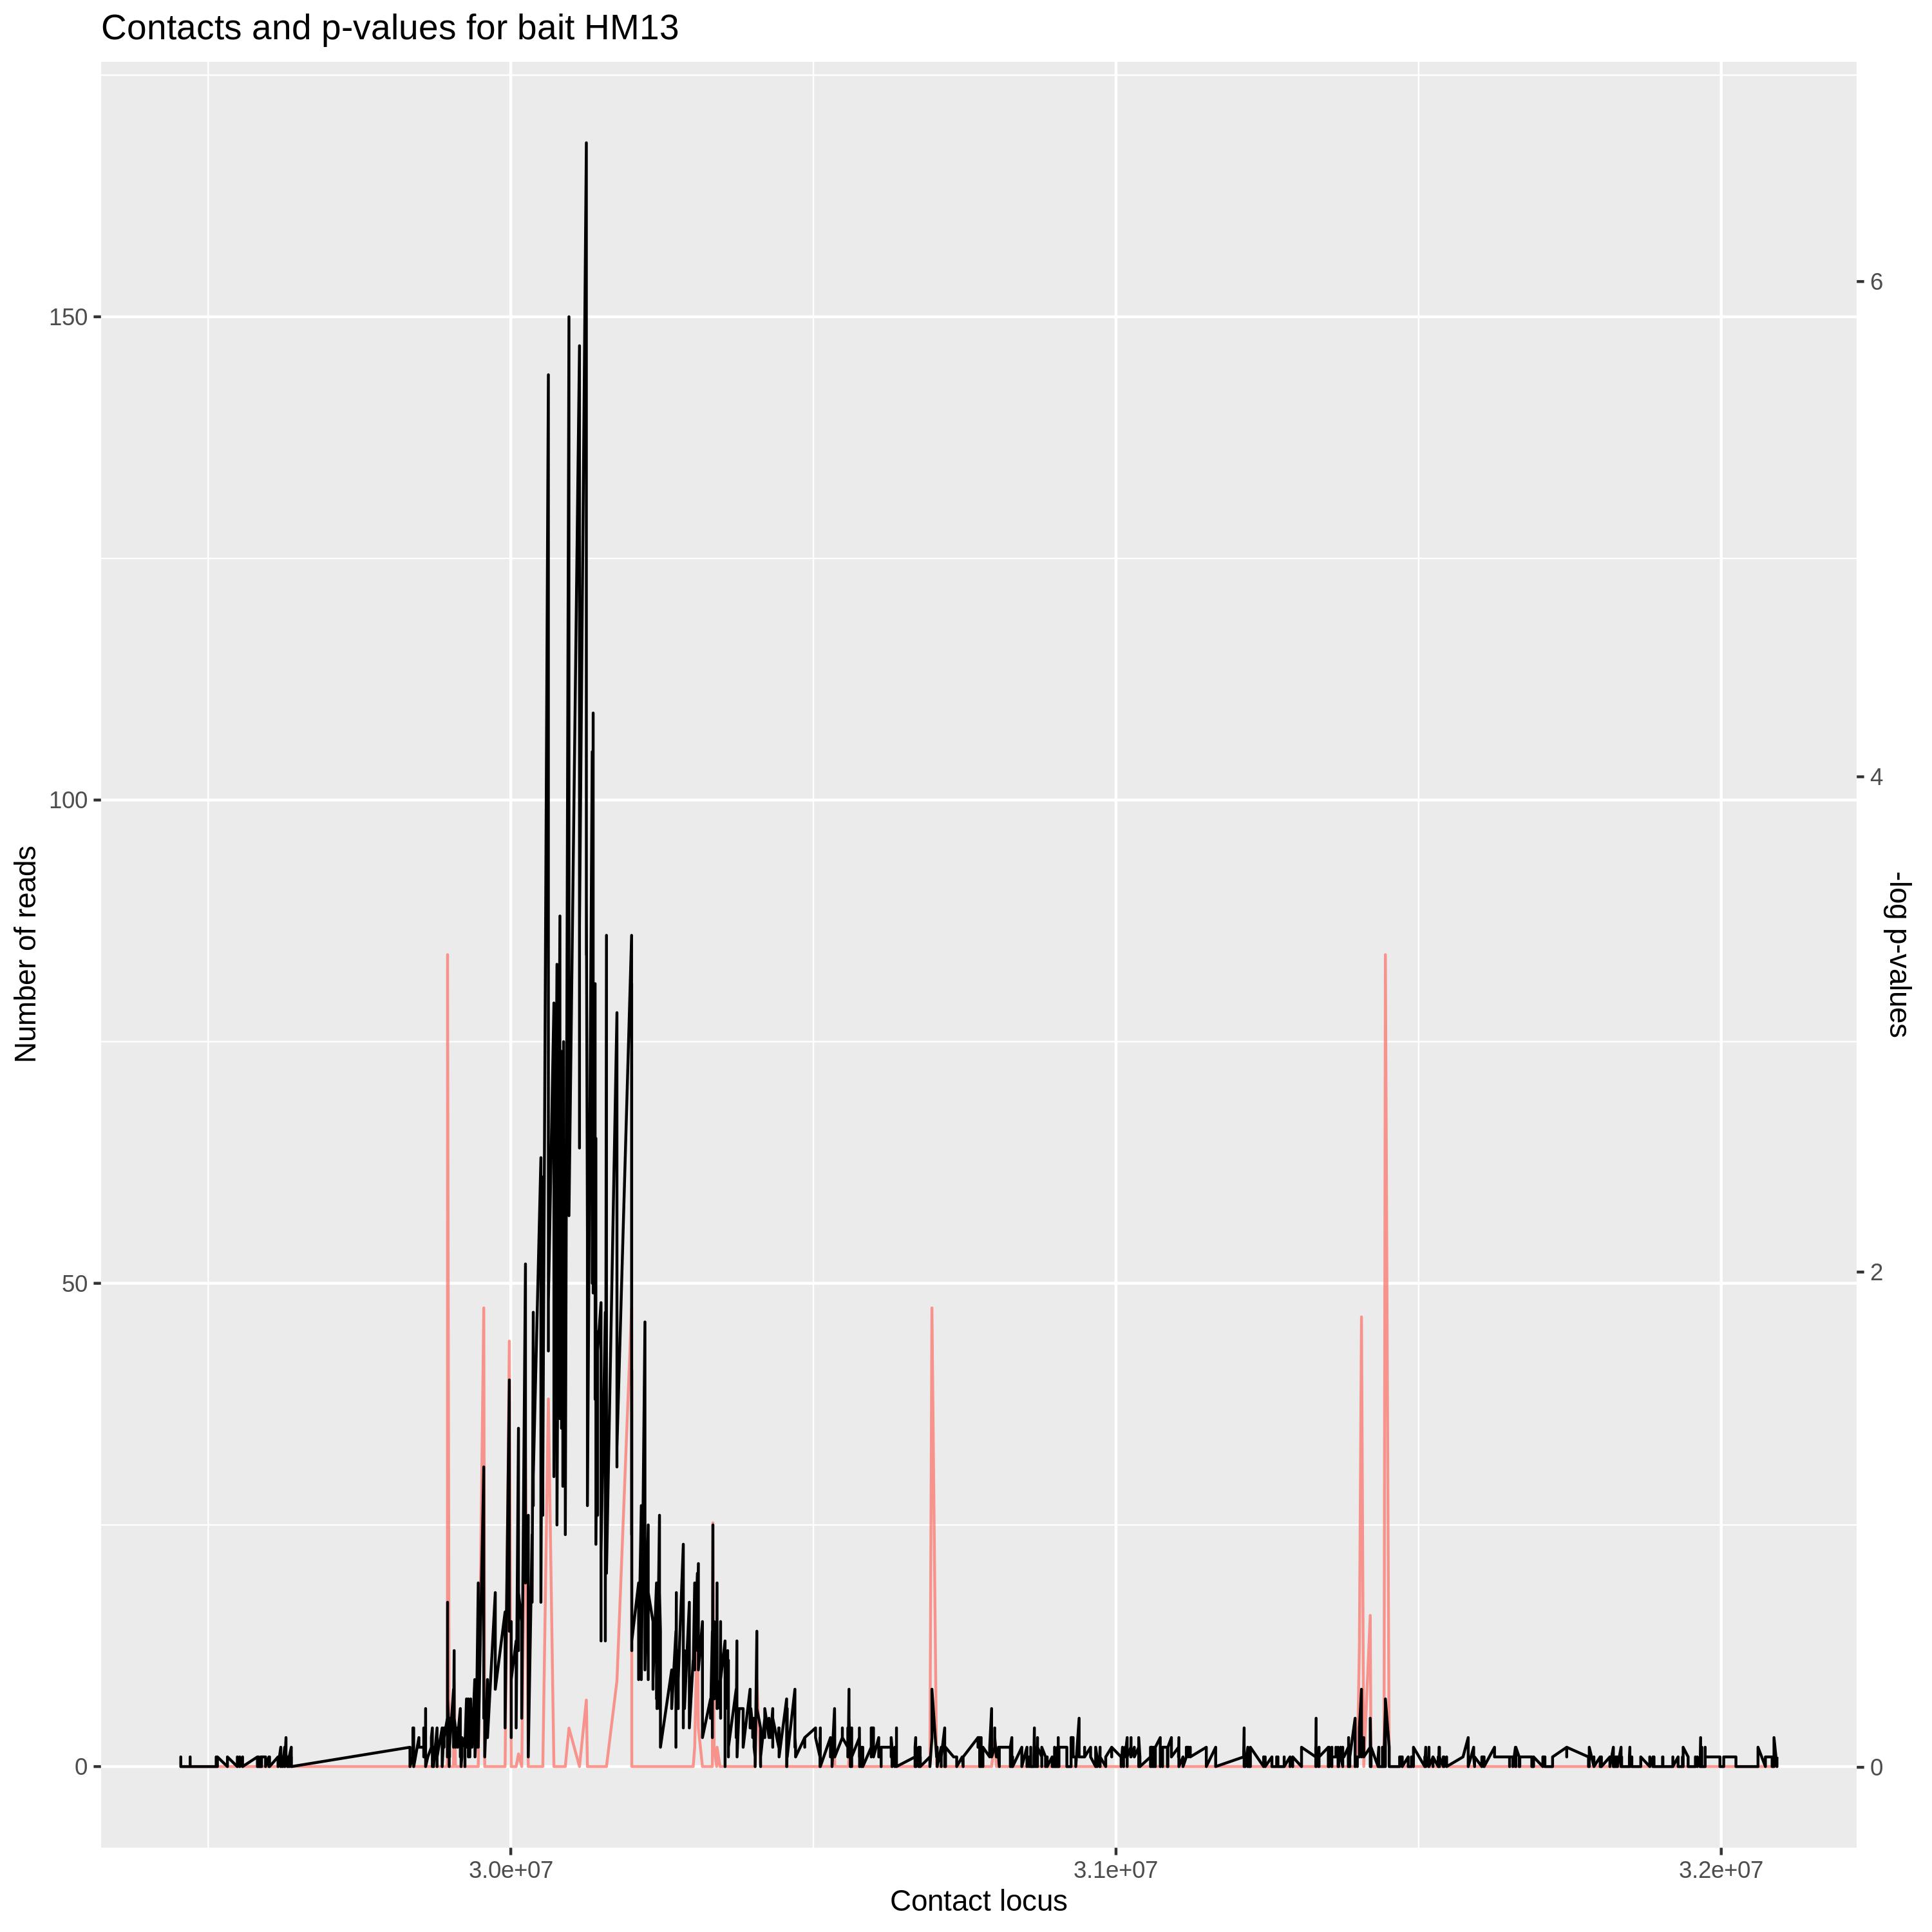 Contacts and p-values for bait HM13
Number of reads
150
100
50
0
6
4
2
0
-log p-values
3.0e+07
3.1e+07
3.2e+07
Contact locus